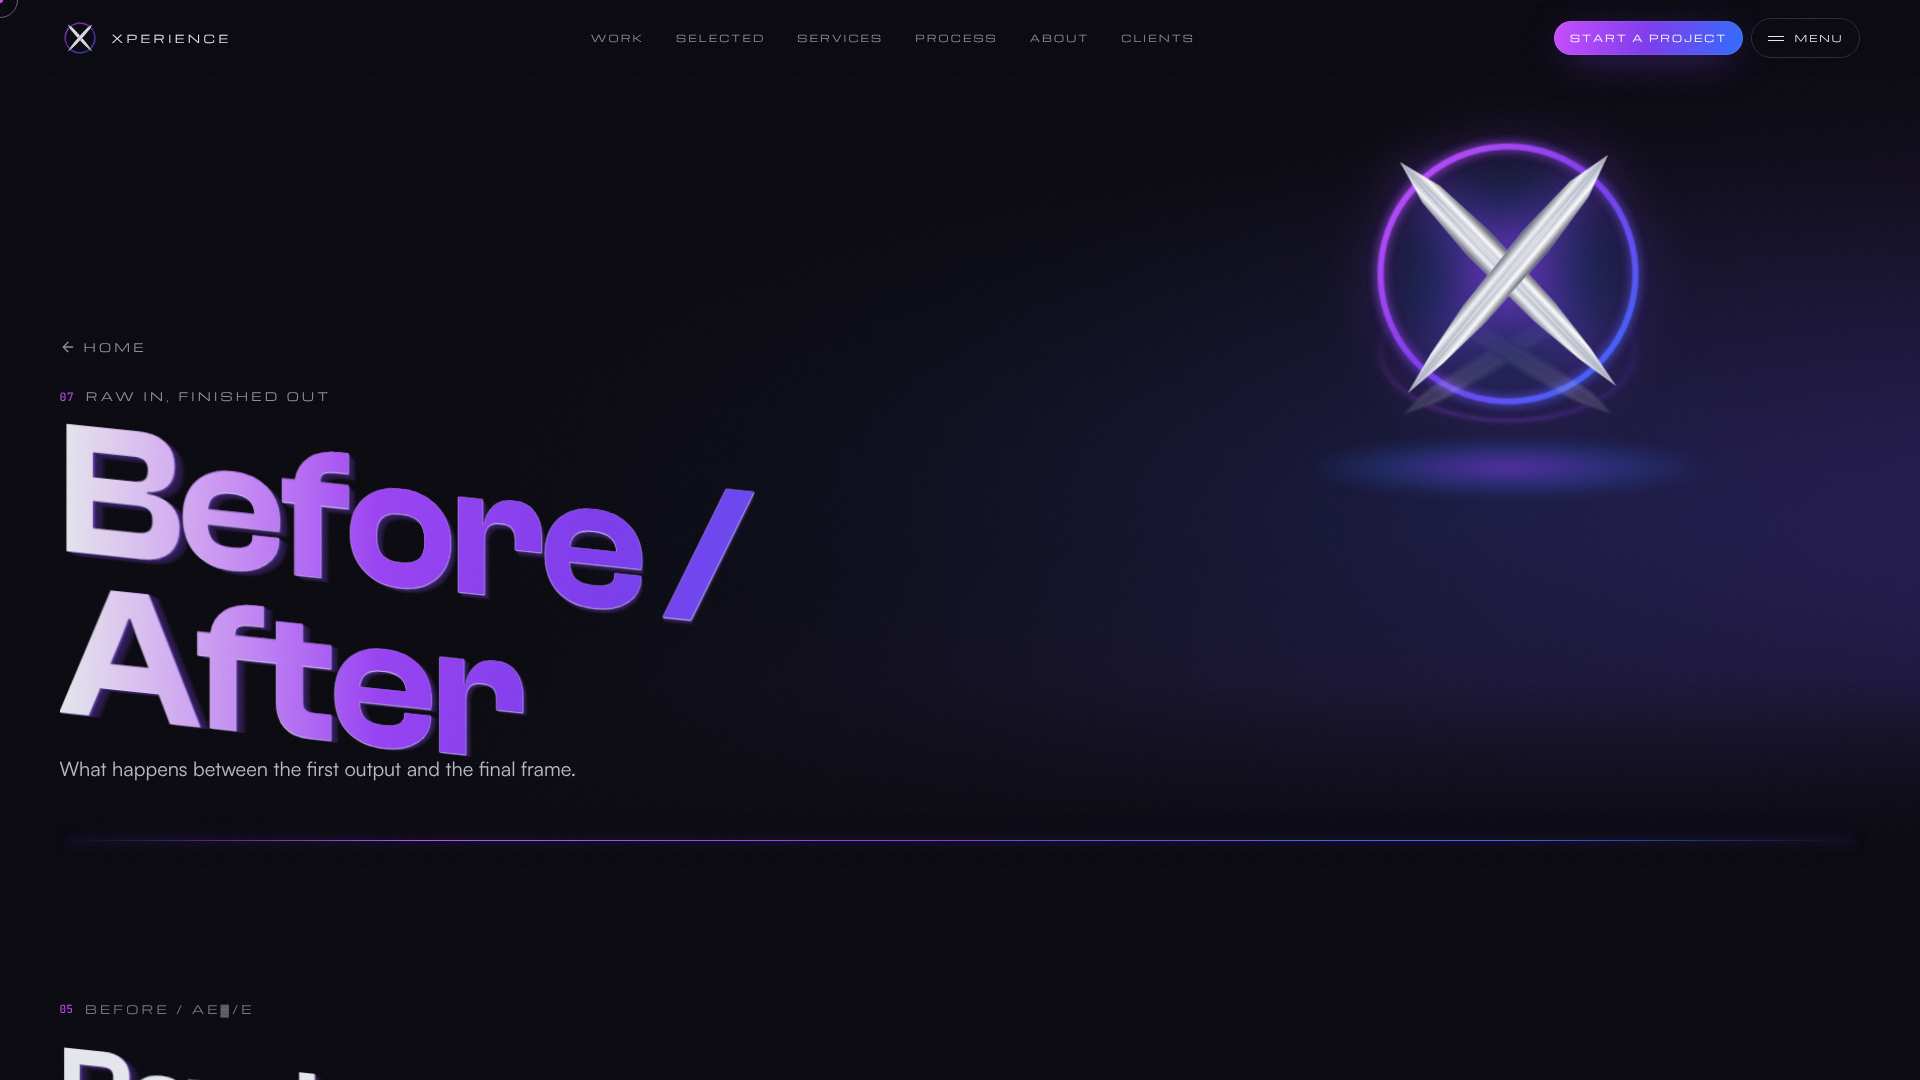 XPERIENCE
WORK SELECTED SERVICES PROCESS ABOUT CLIENTS
START A PROJECT
MENU
← HOME
07 RAW IN, FINISHED OUT
Before /
After
What happens between the first output and the final frame.
05 BEFORE / AE▓/E